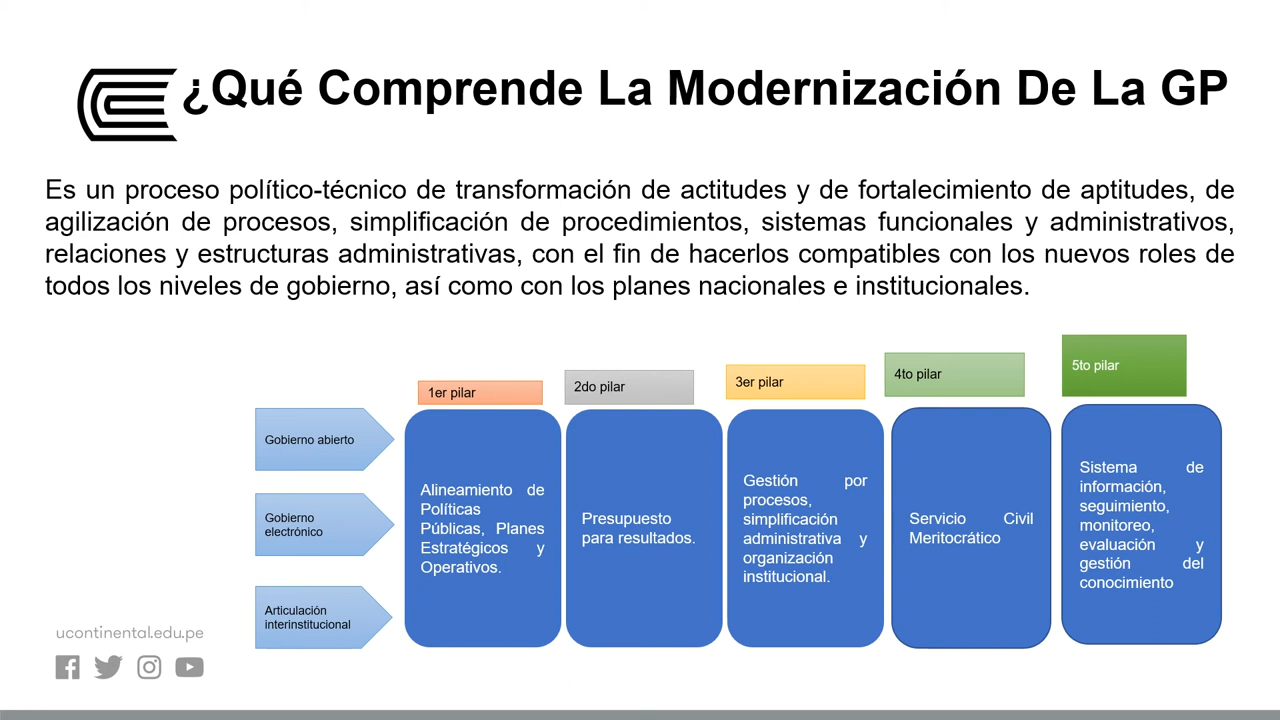 ¿Qué Comprende La Modernización De La GP
Es un proceso político-técnico de transformación de actitudes y de fortalecimiento de aptitudes, de
agilización de procesos, simplificación de procedimientos, sistemas funcionales y administrativos,
relaciones y estructuras administrativas, con el fin de hacerlos compatibles con los nuevos roles de
todos los niveles de gobierno, así como con los planes nacionales e institucionales.
1er pilar
2do pilar
3er pilar
4to pilar
5to pilar
Gobierno abierto
Gobierno
electrónico
Articulación
interinstitucional
Alineamiento de
Políticas
Públicas, Planes
Estratégicos y
Operativos.
Presupuesto
para resultados.
Gestión por
procesos,
simplificación
administrativa y
organización
institucional.
Servicio Civil
Meritocrático
Sistema de
información,
seguimiento,
monitoreo,
evaluación y
gestión del
conocimiento
ucontinental.edu.pe